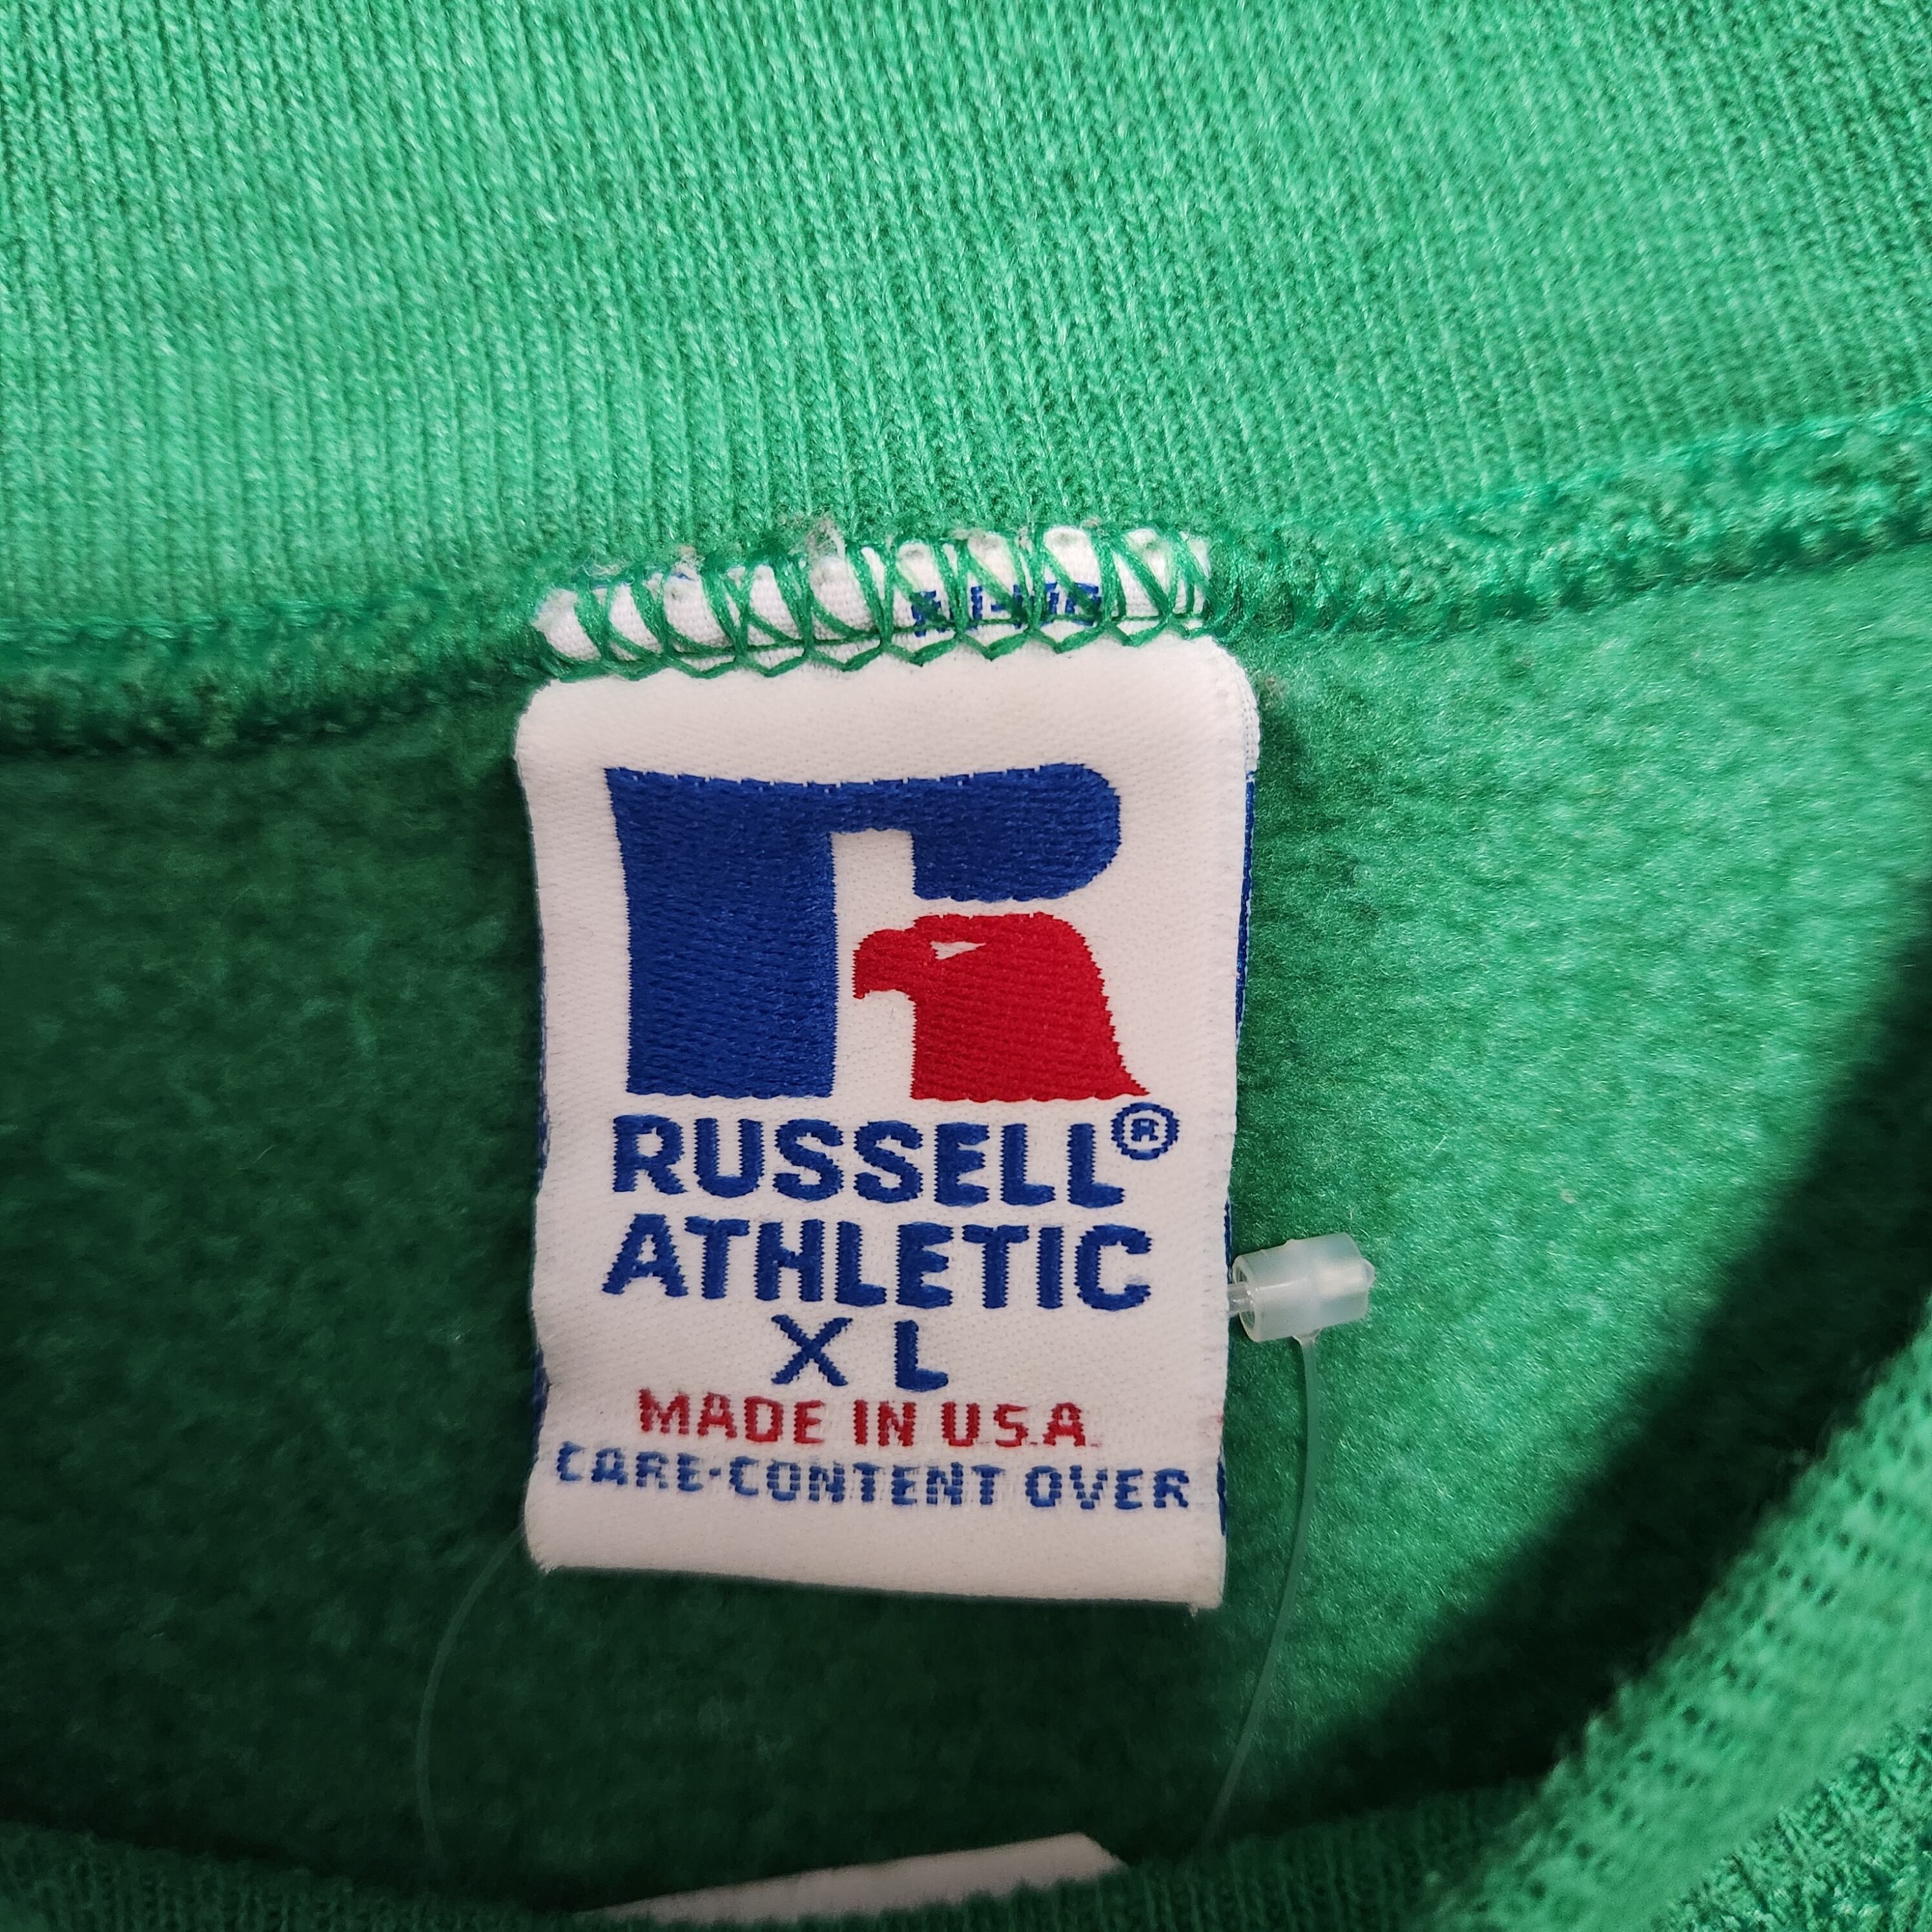 RUSSELL®
ATHLETIC
XL
MADE IN U.S.A.
CARE-CONTENT OVER